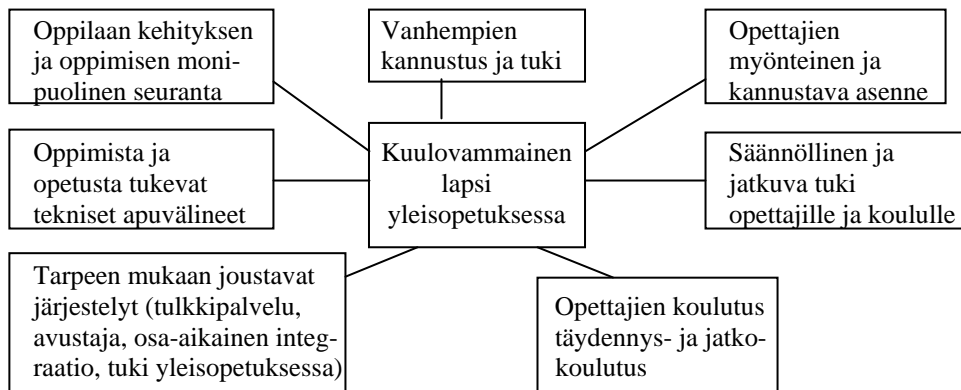 Oppilaan kehityksen
ja oppimisen moni-
puolinen seuranta
Vanhempien
kannustus ja tuki
Opettajien
myönteinen ja
kannustava asenne
Oppimista ja
opetusta tukevat
tekniset apuvälineet
Kuulovammainen
lapsi
yleisopetuksessa
Säännöllinen ja
jatkuva tuki
opettajille ja koululle
Tarpeen mukaan joustavat
järjestelyt (tulkkipalvelu,
avustaja, osa-aikainen integ-
raatio, tuki yleisopetuksessa)
Opettajien koulutus
täydennys- ja jatko-
koulutus